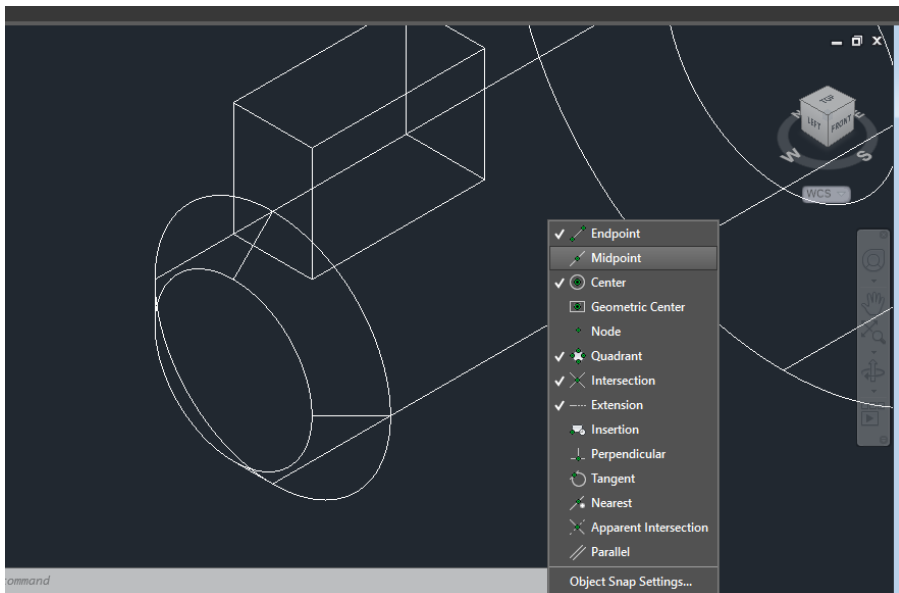 TOP
LEFT
FRONT
W
S
WCS
Endpoint
Midpoint
Center
Geometric Center
Node
Quadrant
Intersection
Extension
Insertion
Perpendicular
Tangent
Nearest
Apparent Intersection
Parallel
Object Snap Settings...
command